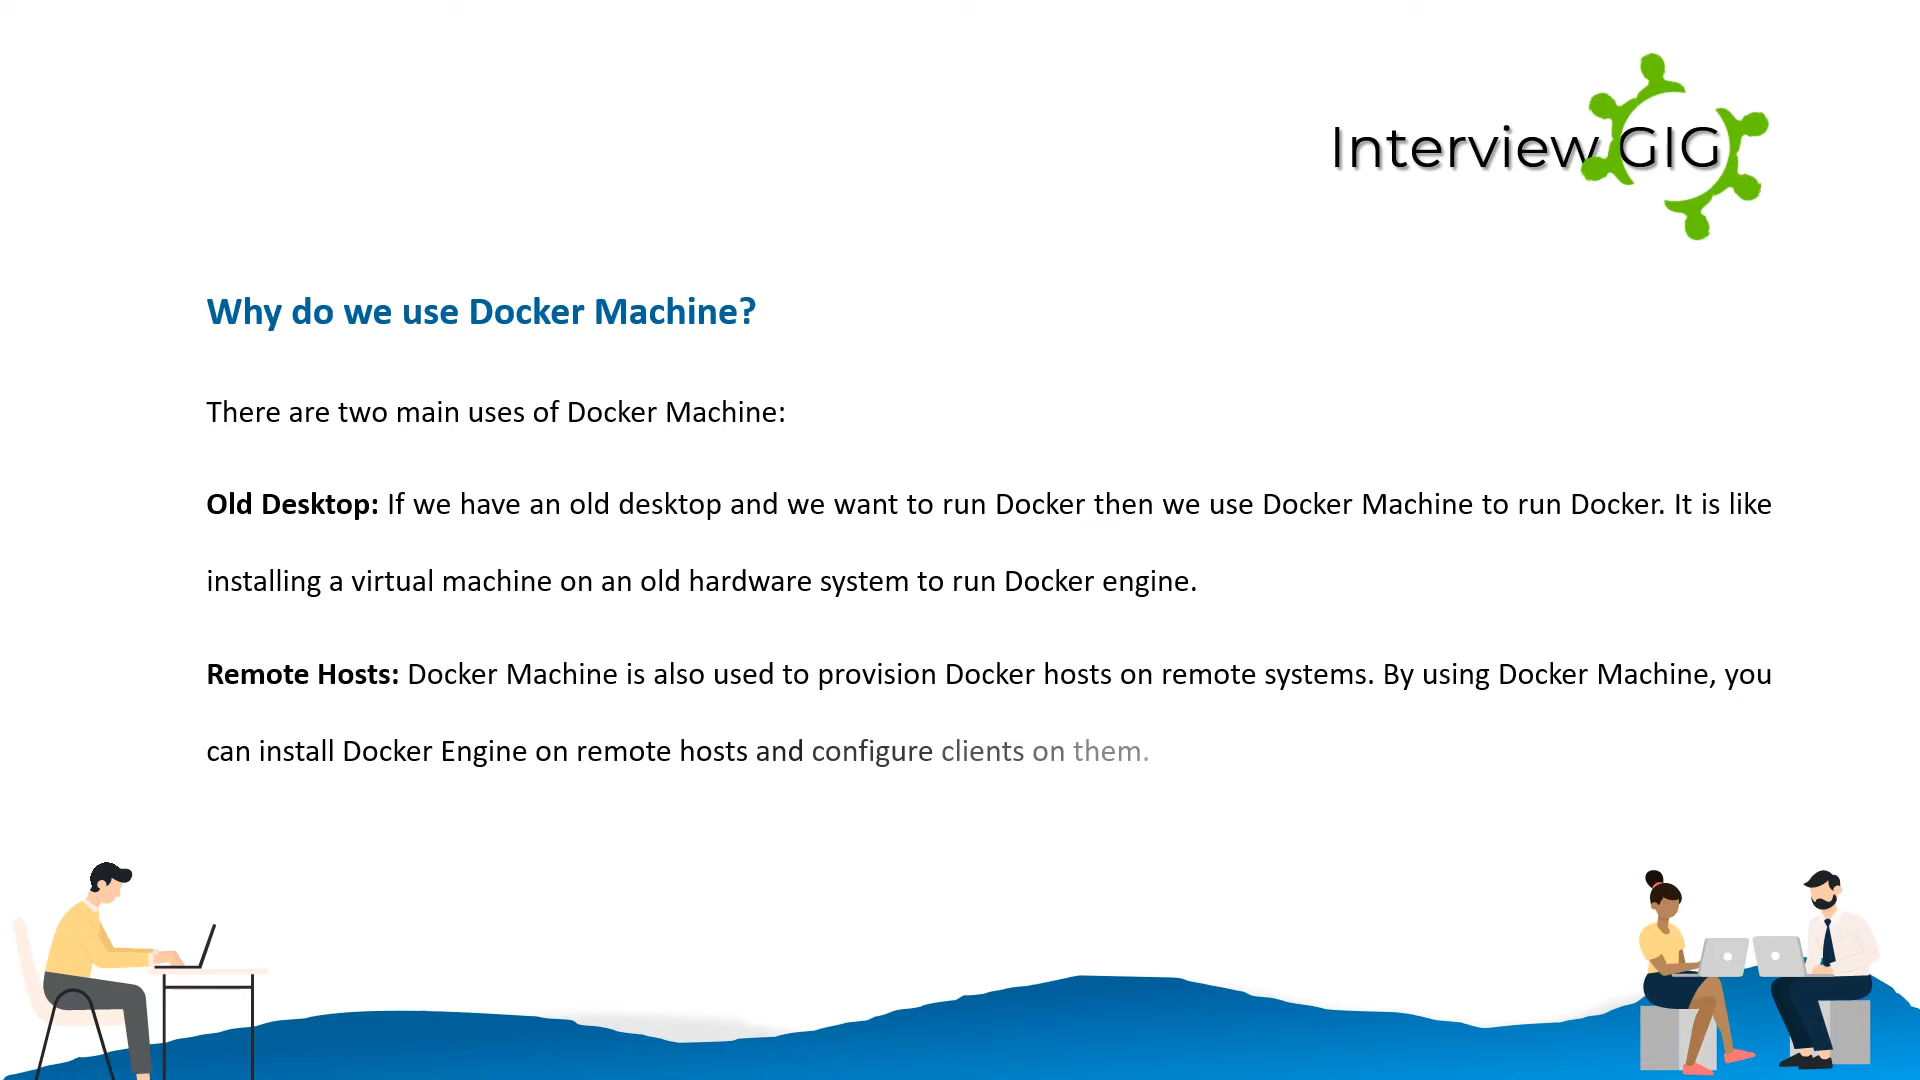 Interview GIG
Why do we use Docker Machine?
There are two main uses of Docker Machine:
Old Desktop: If we have an old desktop and we want to run Docker then we use Docker Machine to run Docker. It is like
installing a virtual machine on an old hardware system to run Docker engine.
Remote Hosts: Docker Machine is also used to provision Docker hosts on remote systems. By using Docker Machine, you
can install Docker Engine on remote hosts and configure clients on them.